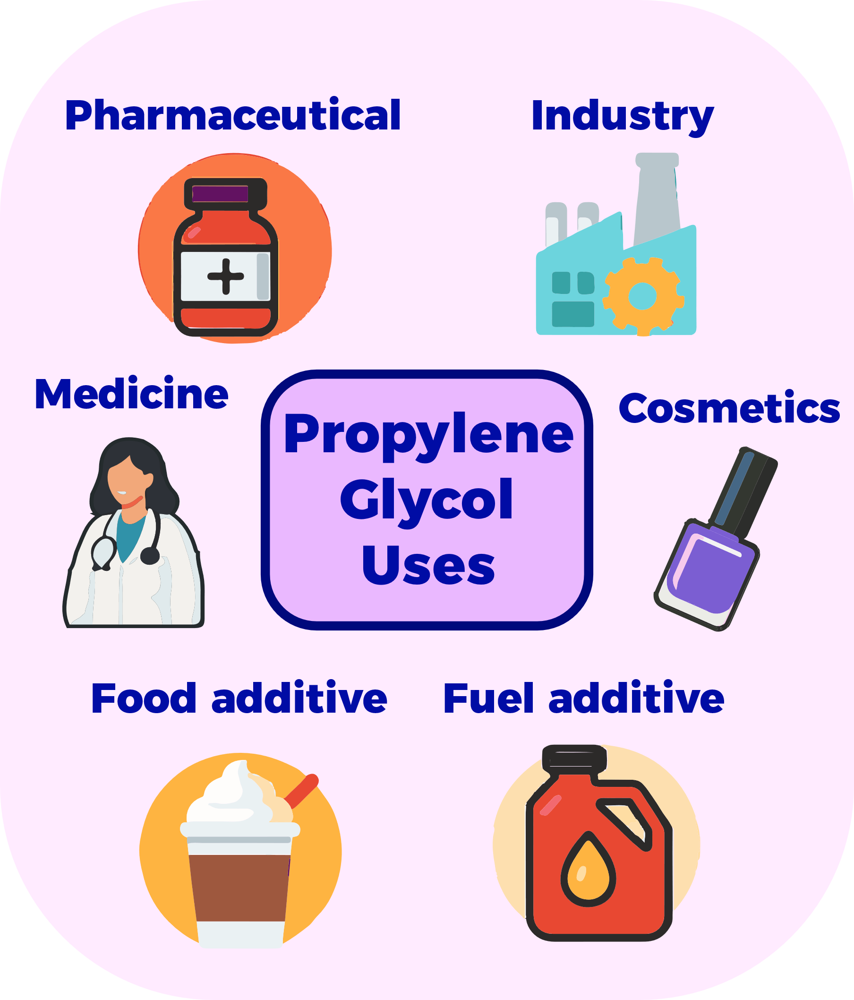 Pharmaceutical
Industry
Medicine
Propylene
Glycol
Uses
Cosmetics
Food additive
Fuel additive